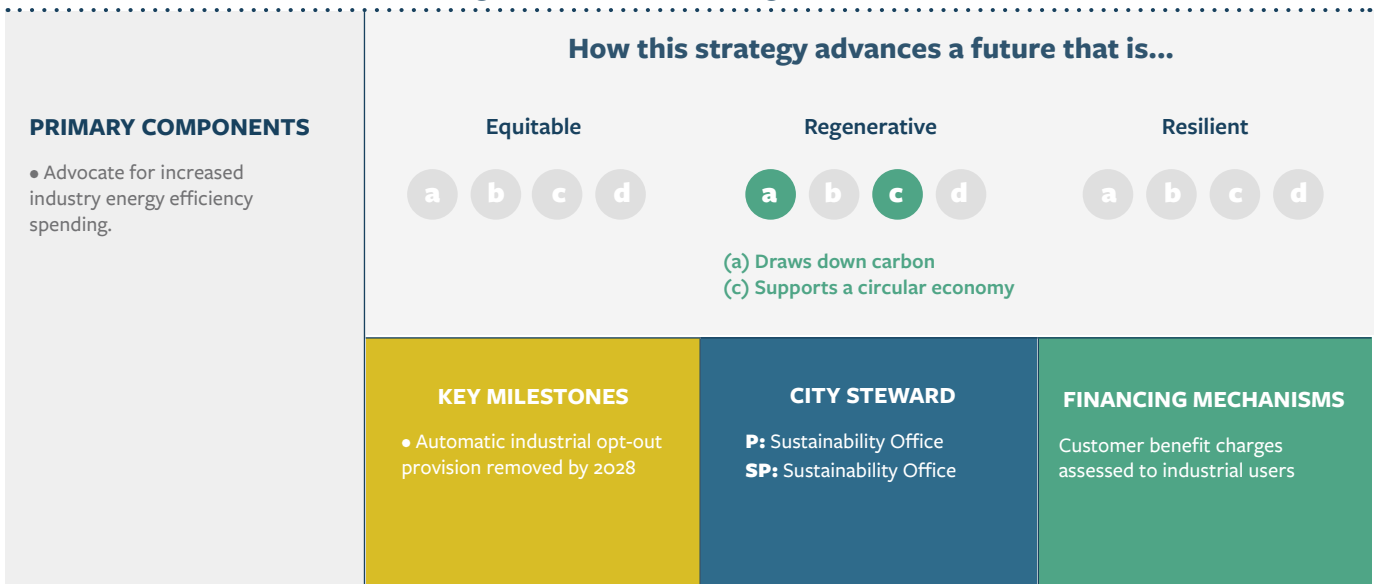 How this strategy advances a future that is...
PRIMARY COMPONENTS
● Advocate for increased
industry energy efficiency
spending.
Equitable
a b c d
Regenerative
a b c d
(a) Draws down carbon
(c) Supports a circular economy
Resilient
a b c d
KEY MILESTONES
● Automatic industrial opt-out
provision removed by 2028
CITY STEWARD
P: Sustainability Office
SP: Sustainability Office
FINANCING MECHANISMS
Customer benefit charges
assessed to industrial users